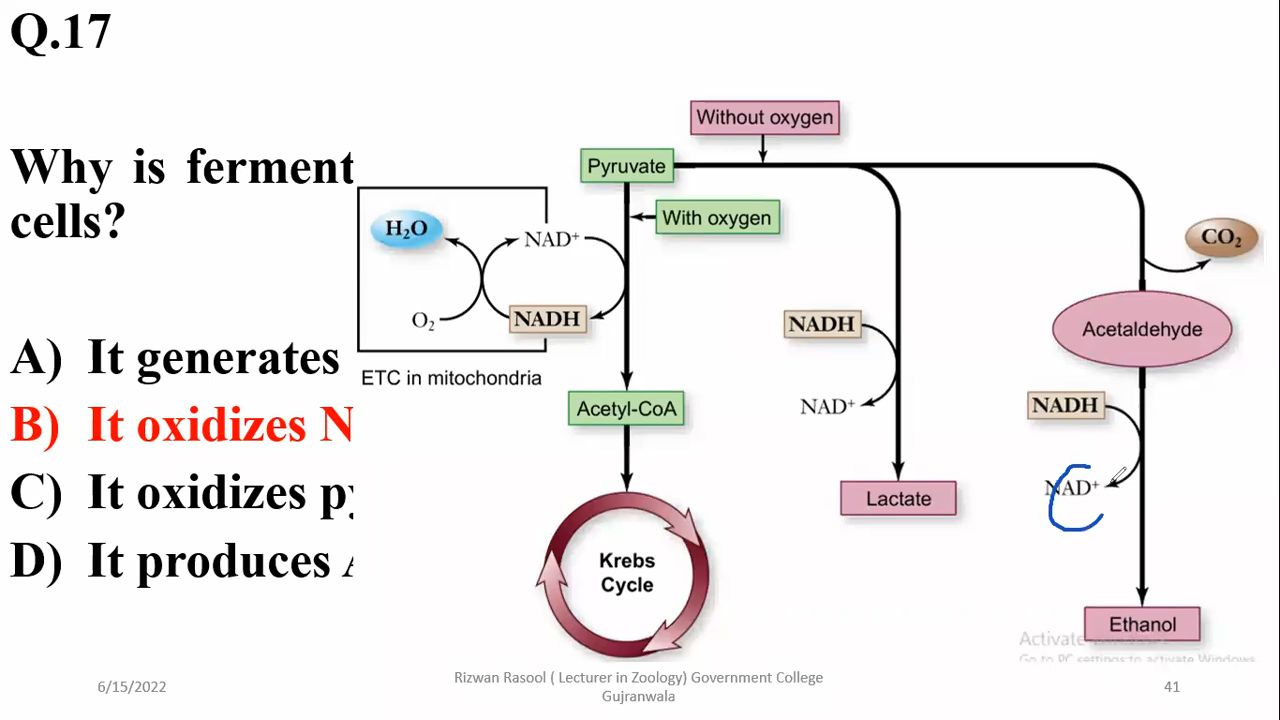 Q.17
Why is ferment
cells?
A) It generates
B) It oxidizes N
C) It oxidizes py
D) It produces A
Without oxygen
Pyruvate
With oxygen
H₂O
NAD⁺
O₂
NADH
ETC in mitochondria
Acetyl-CoA
Krebs
Cycle
NADH
NAD⁺
Lactate
CO₂
Acetaldehyde
NADH
NAD⁺
Ethanol
Activate Windows
Go to PC settings to activate Windows.
6/15/2022
Rizwan Rasool ( Lecturer in Zoology) Government College
Gujranwala
41